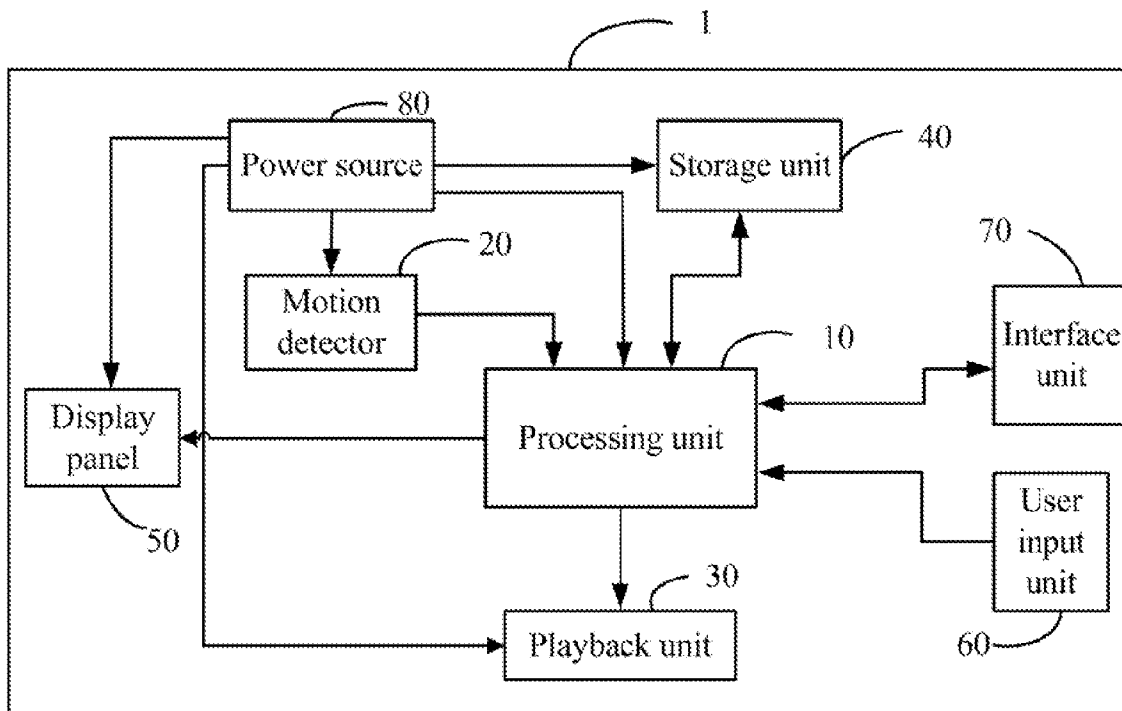 1
80
Power source
Storage unit
40
20
Motion
detector
70
Interface
unit
10
Processing unit
Display
panel
50
User
input
unit
60
30
Playback unit